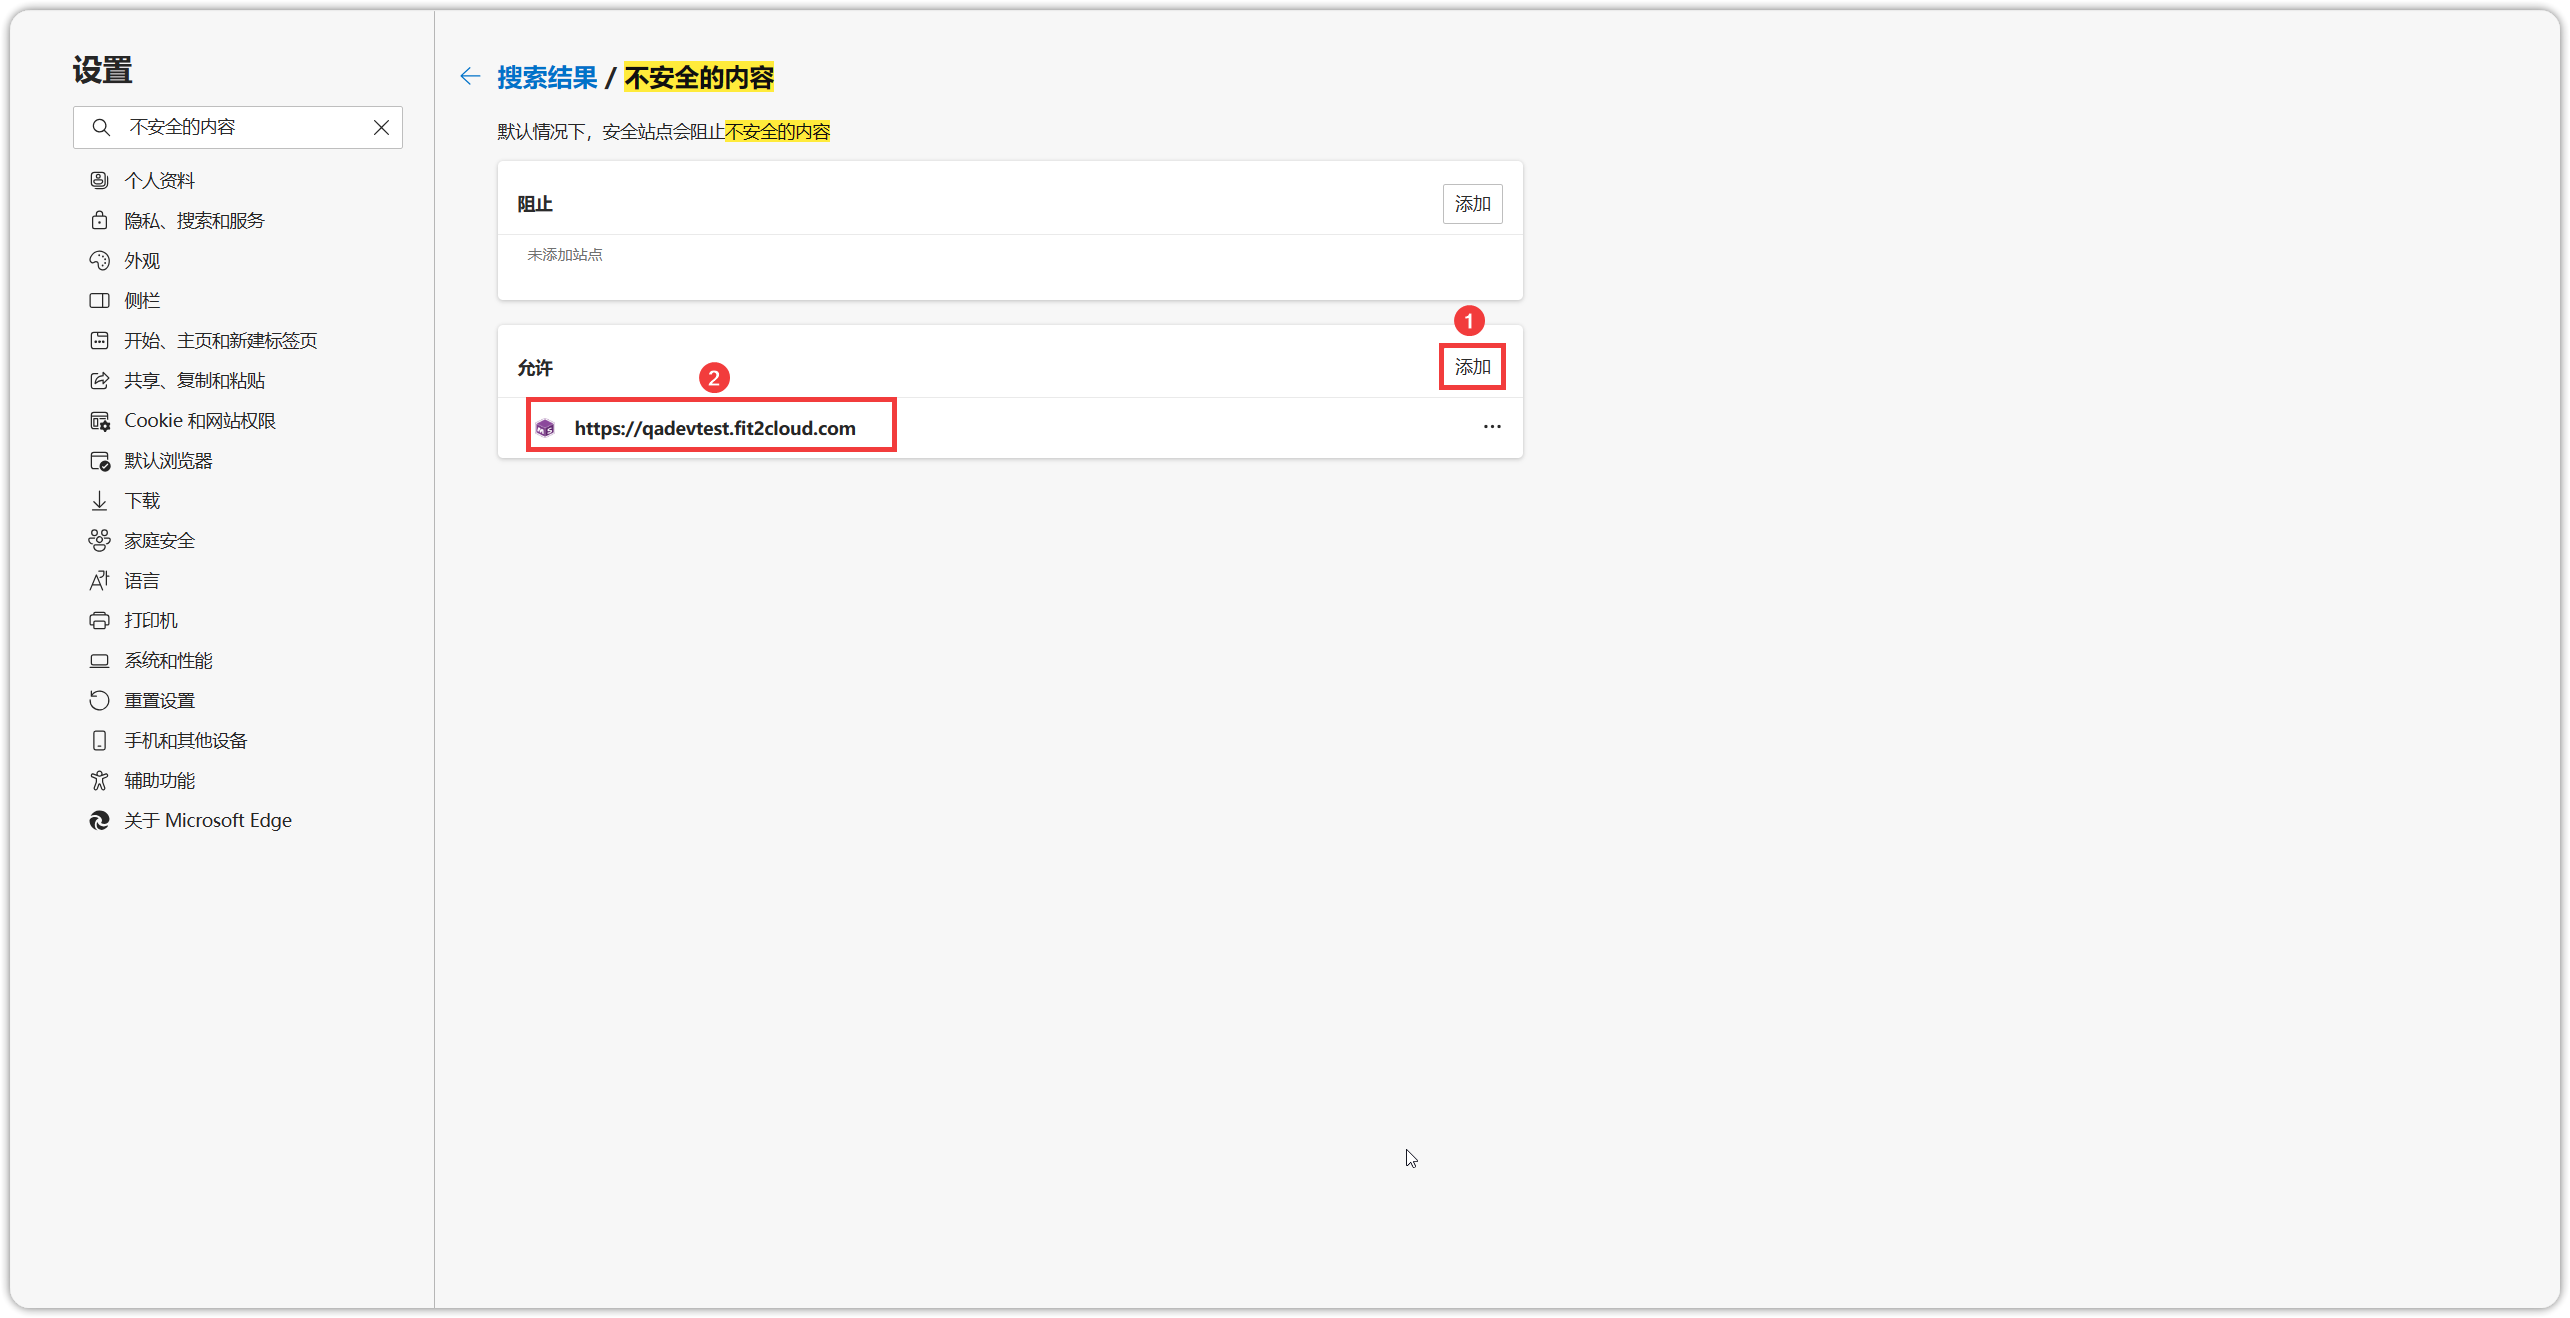 设置
不安全的内容
个人资料
隐私、搜索和服务
外观
侧栏
开始、主页和新建标签页
共享、复制和粘贴
Cookie 和网站权限
默认浏览器
下载
家庭安全
语言
打印机
系统和性能
重置设置
手机和其他设备
辅助功能
关于 Microsoft Edge
搜索结果 / 不安全的内容
默认情况下，安全站点会阻止不安全的内容
阻止
添加
未添加站点
1
允许
添加
2
M S
https://qadevtest.fit2cloud.com